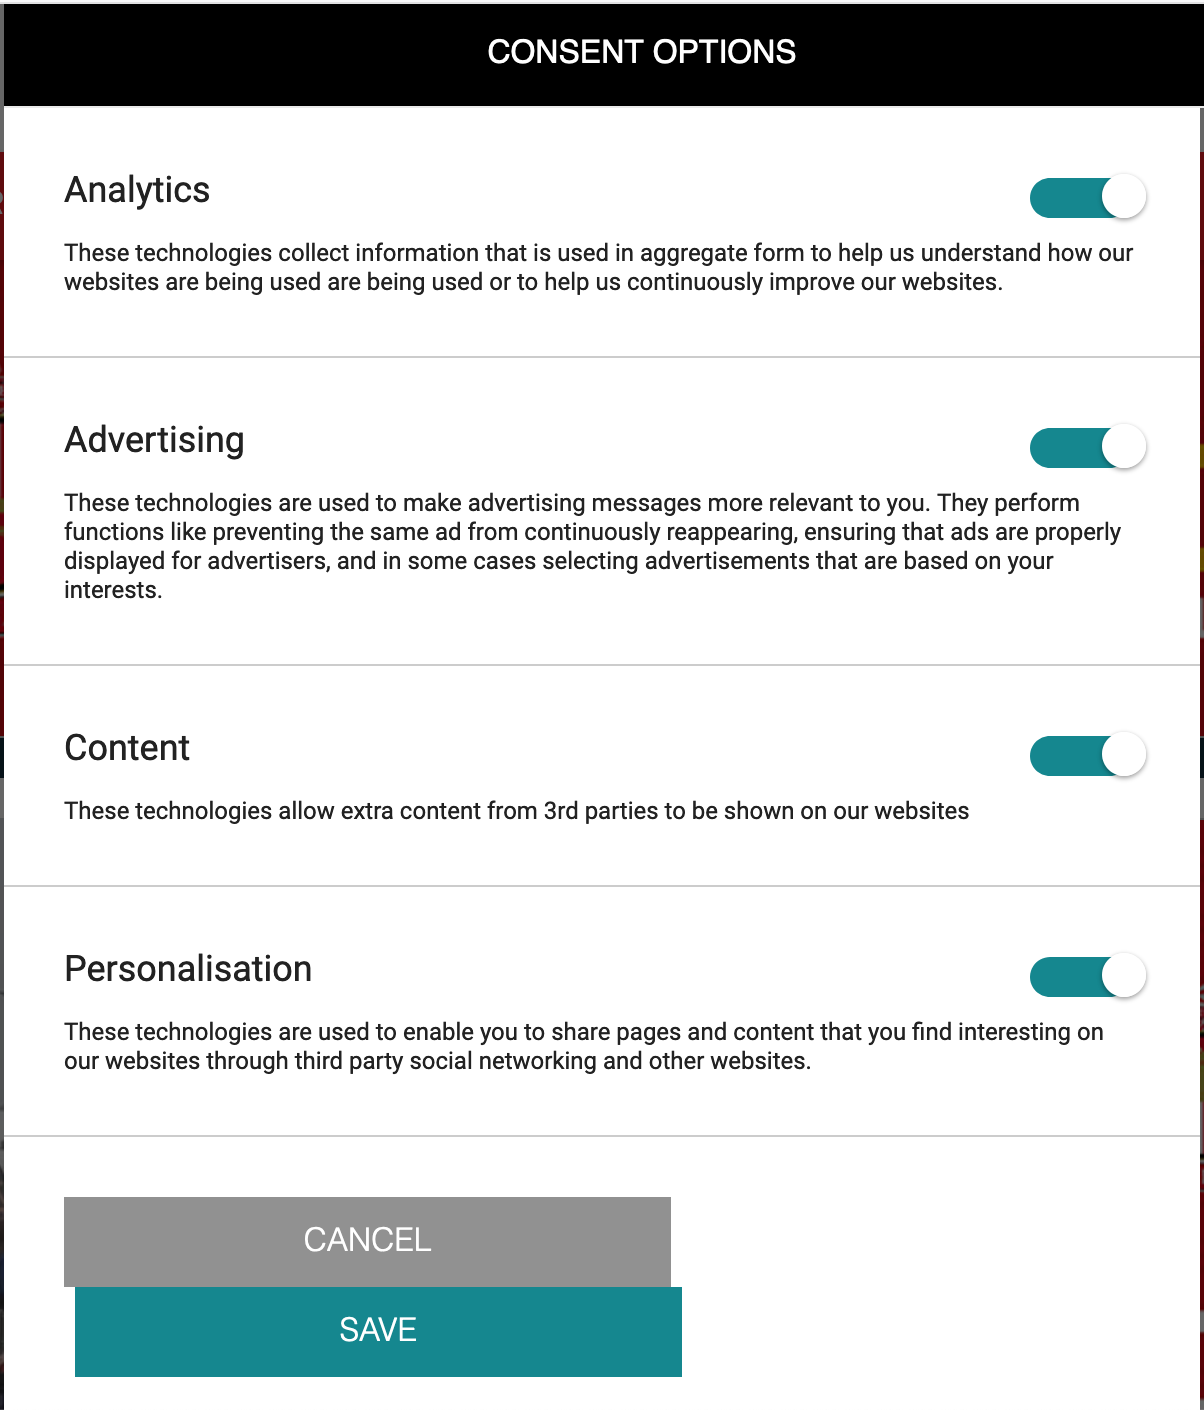 CONSENT OPTIONS
Analytics
These technologies collect information that is used in aggregate form to help us understand how our
websites are being used are being used or to help us continuously improve our websites.
Advertising
These technologies are used to make advertising messages more relevant to you. They perform
functions like preventing the same ad from continuously reappearing, ensuring that ads are properly
displayed for advertisers, and in some cases selecting advertisements that are based on your
interests.
Content
These technologies allow extra content from 3rd parties to be shown on our websites
Personalisation
These technologies are used to enable you to share pages and content that you find interesting on
our websites through third party social networking and other websites.
CANCEL
SAVE